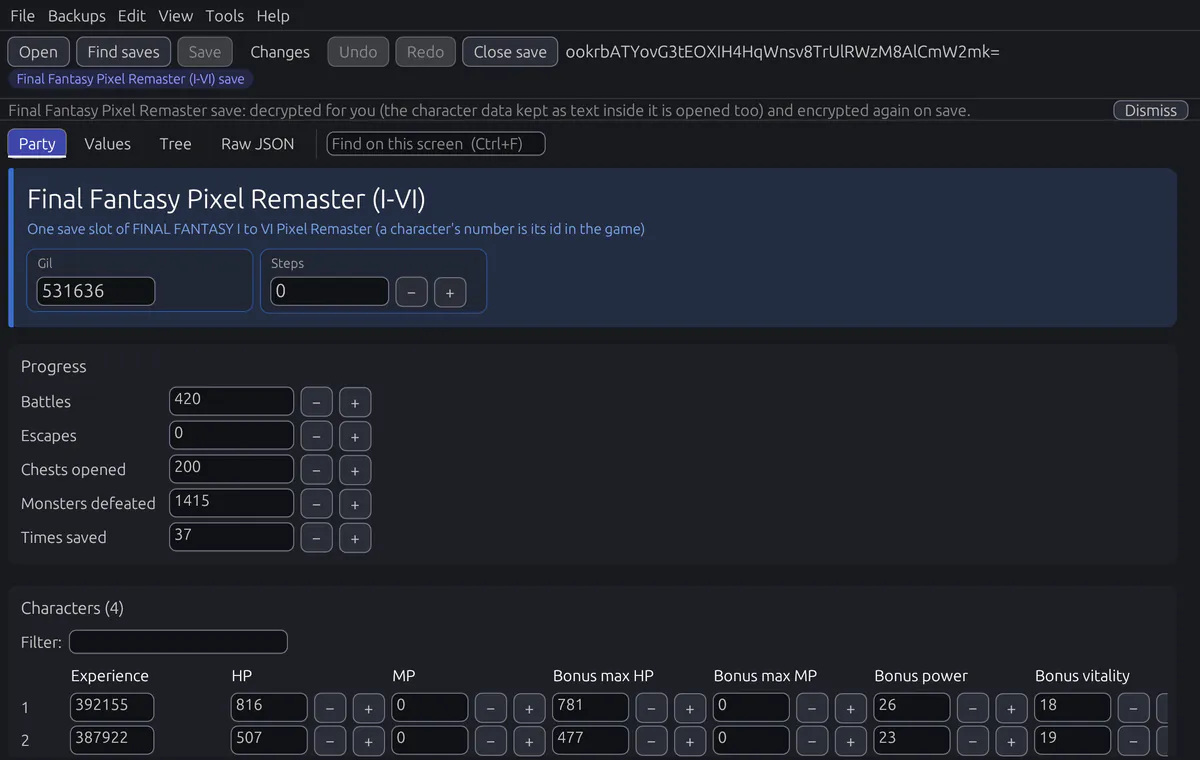 File Backups Edit View Tools Help
Open Find saves Save Changes Undo Redo Close save ookrbATYovG3tEOXIH4HqWnsv8TrUlRWzM8AlCmW2mk=
Final Fantasy Pixel Remaster (I-VI) save
Final Fantasy Pixel Remaster save: decrypted for you (the character data kept as text inside it is opened too) and encrypted again on save. Dismiss
Party Values Tree Raw JSON Find on this screen (Ctrl+F)
Final Fantasy Pixel Remaster (I-VI)
One save slot of FINAL FANTASY I to VI Pixel Remaster (a character's number is its id in the game)
Gil Steps
531636 0 − +
Progress
Battles 420 − +
Escapes 0 − +
Chests opened 200 − +
Monsters defeated 1415 − +
Times saved 37 − +
Characters (4)
Filter:
Experience HP MP Bonus max HP Bonus max MP Bonus power Bonus vitality
1 392155 816 − + 0 − + 781 − + 0 − + 26 − + 18 −
2 387922 507 − + 0 − + 477 − + 0 − + 23 − + 19 −